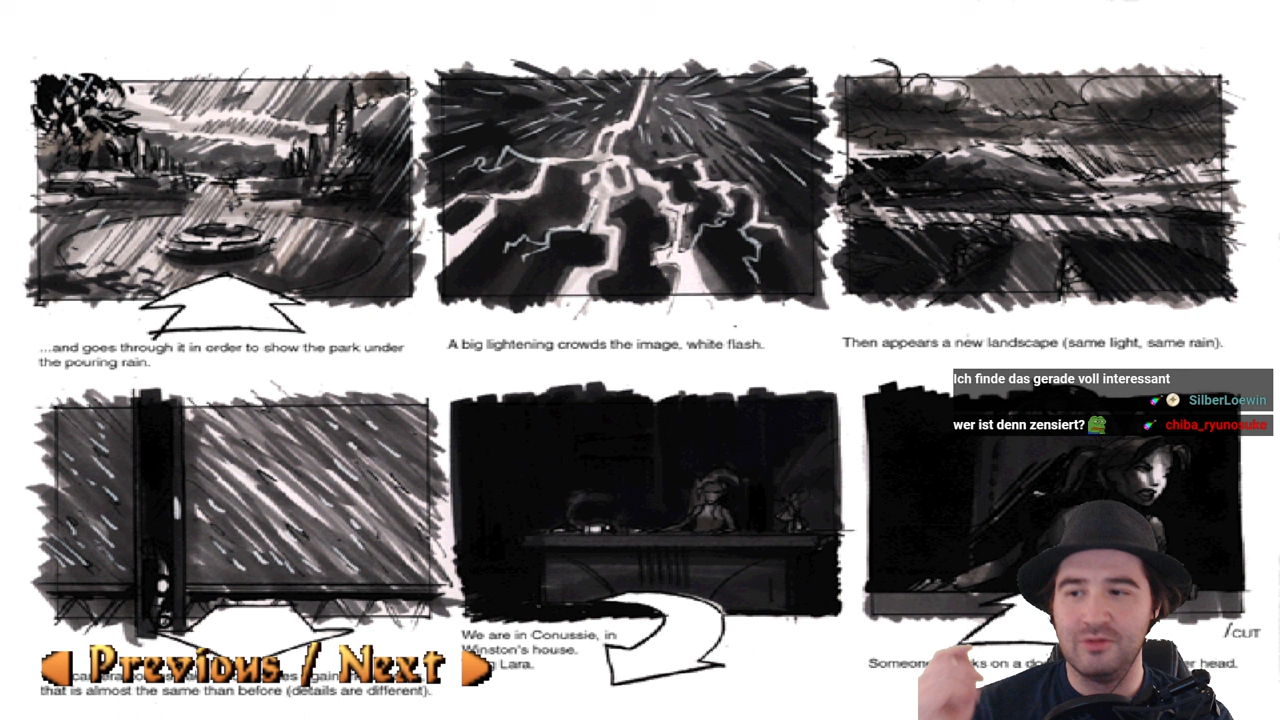 ...and goes through it in order to show the park under
the pouring rain.
A big lightening crowds the image, white flash.
Then appears a new landscape (same light, same rain).
Ich finde das gerade voll interessant
SilberLoewin
wer ist denn zensiert?
chiba_ryunosuke
We are in Conussie, in
Winston's house.
Lara.
/CUT
Someone on a head.
Previous / Next
that is almost the same than before (details are different).